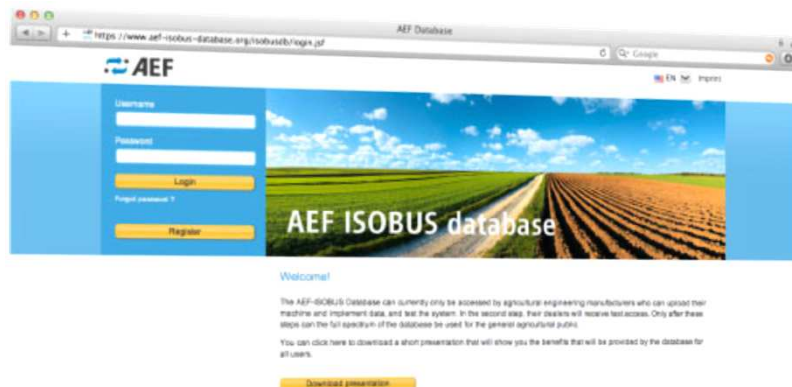 AEF Database
https://www.aef-isobus-database.org/isobusdb/login.jsf
Google
AEF
EN
Imprint
Username
Password
Login
Forgot password ?
Register
AEF ISOBUS database
Welcome!
The AEF-ISOBUS Database can currently only be accessed by agricultural engineering manufacturers who can upload their
machine and implement data, and test the system. In the second step, their dealers will receive test access. Only after these
steps can the full spectrum of the database be used for the general agricultural public.
You can click here to download a short presentation that will show you the benefits that will be provided by the database for
all users.
Download presentation